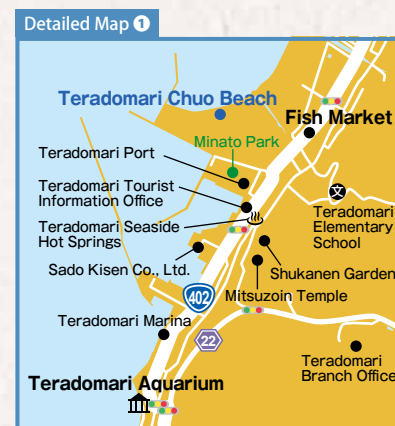 Detailed Map ❶
Teradomari Chuo Beach
Fish Market
Minato Park
Teradomari Port
Teradomari Tourist
Information Office
Teradomari Seaside
Hot Springs
文
Teradomari
Elementary
School
Sado Kisen Co., Ltd.
Shukanen Garden
Mitsuzoin Temple
402
Teradomari Marina
22
Teradomari
Branch Office
Teradomari Aquarium